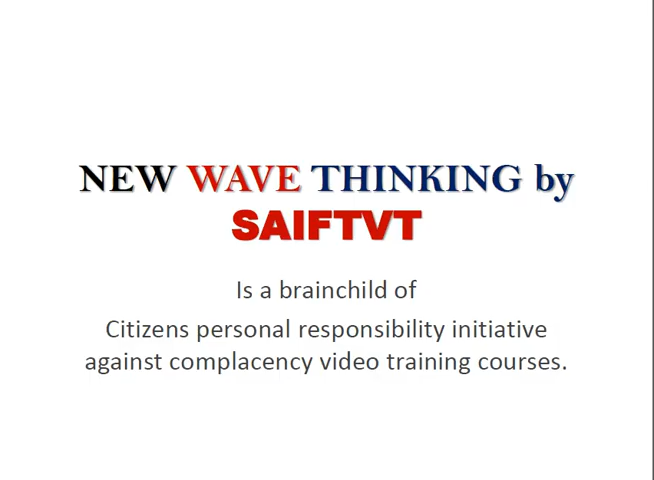 NEW WAVE THINKING by
SAIFTVT
Is a brainchild of
Citizens personal responsibility initiative
against complacency video training courses.